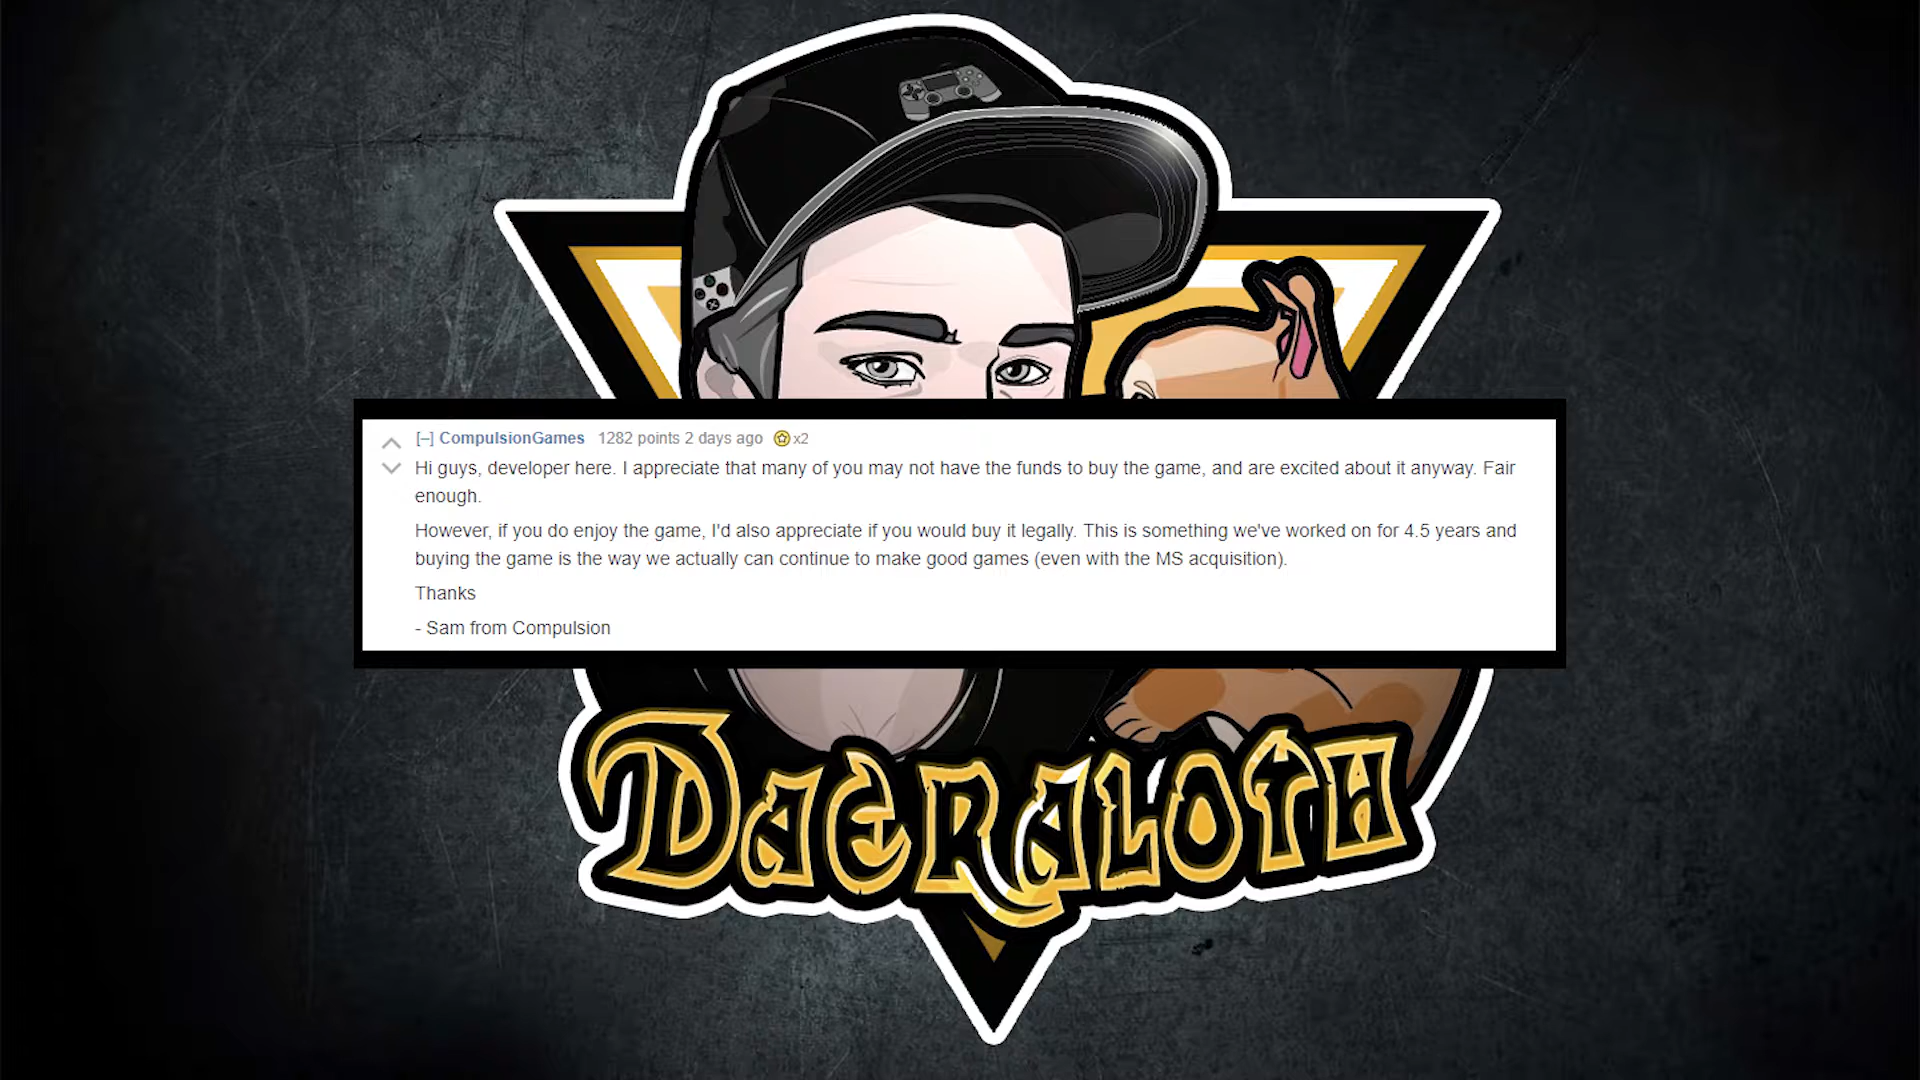 [–] CompulsionGames 1282 points 2 days ago x2
Hi guys, developer here. I appreciate that many of you may not have the funds to buy the game, and are excited about it anyway. Fair
enough.
However, if you do enjoy the game, I'd also appreciate if you would buy it legally. This is something we've worked on for 4.5 years and
buying the game is the way we actually can continue to make good games (even with the MS acquisition).
Thanks
- Sam from Compulsion
DAERALOTH